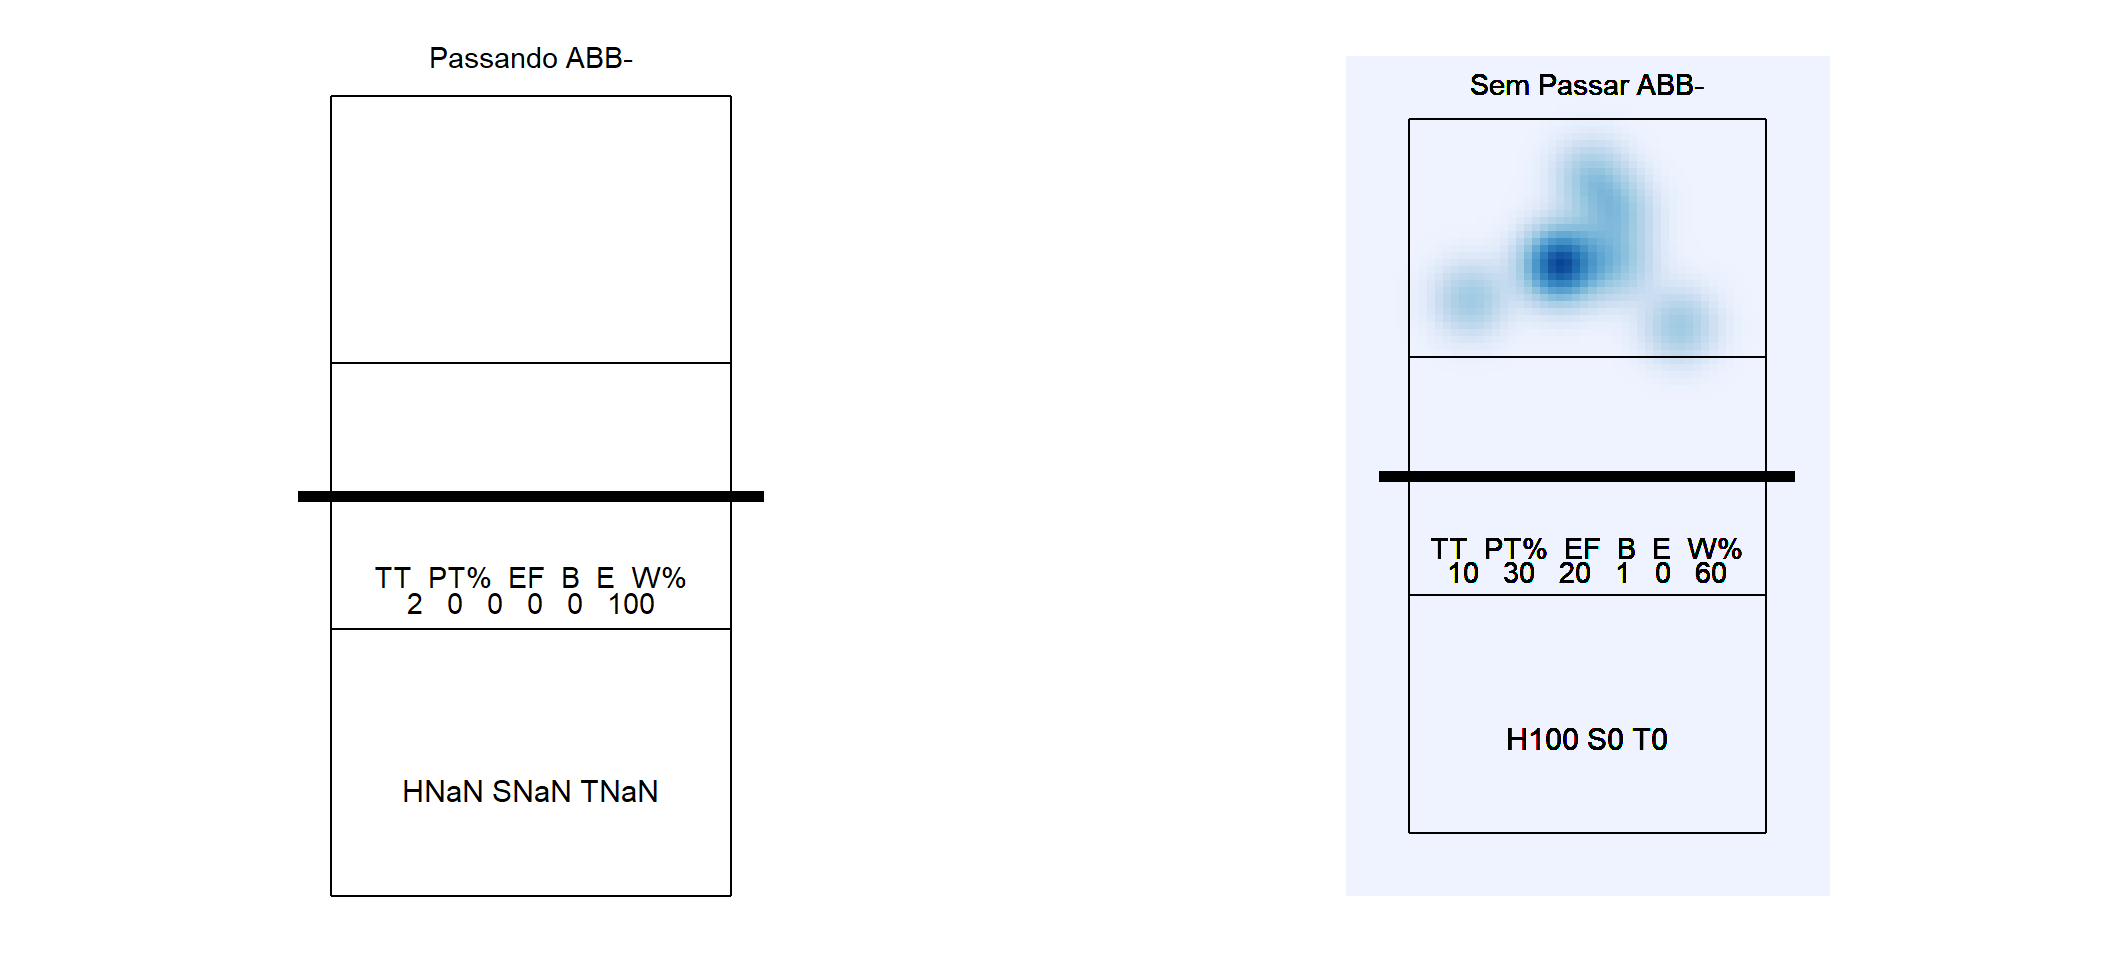 Passando ABB-
TT PT% EF B E W%
2 0 0 0 0 100
HNaN SNaN TNaN
Sem Passar ABB-
TT PT% EF B E W%
10 30 20 1 0 60
H100 S0 T0